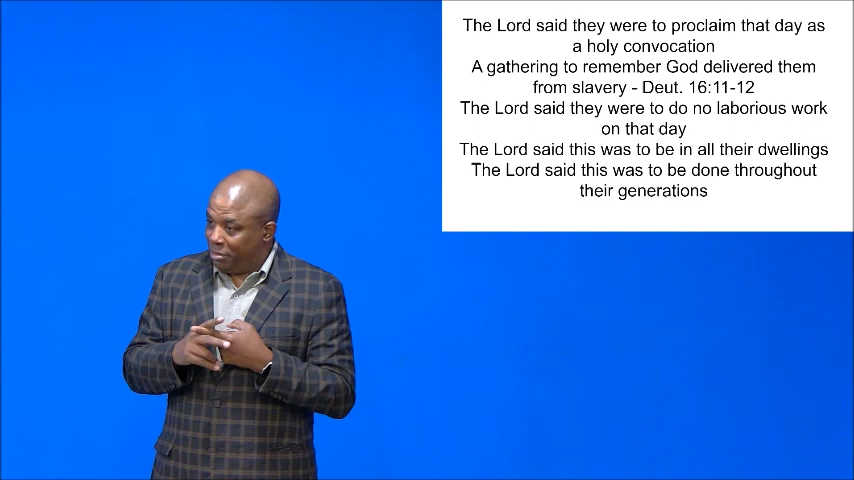 The Lord said they were to proclaim that day as
a holy convocation
A gathering to remember God delivered them
from slavery - Deut. 16:11-12
The Lord said they were to do no laborious work
on that day
The Lord said this was to be in all their dwellings
The Lord said this was to be done throughout
their generations